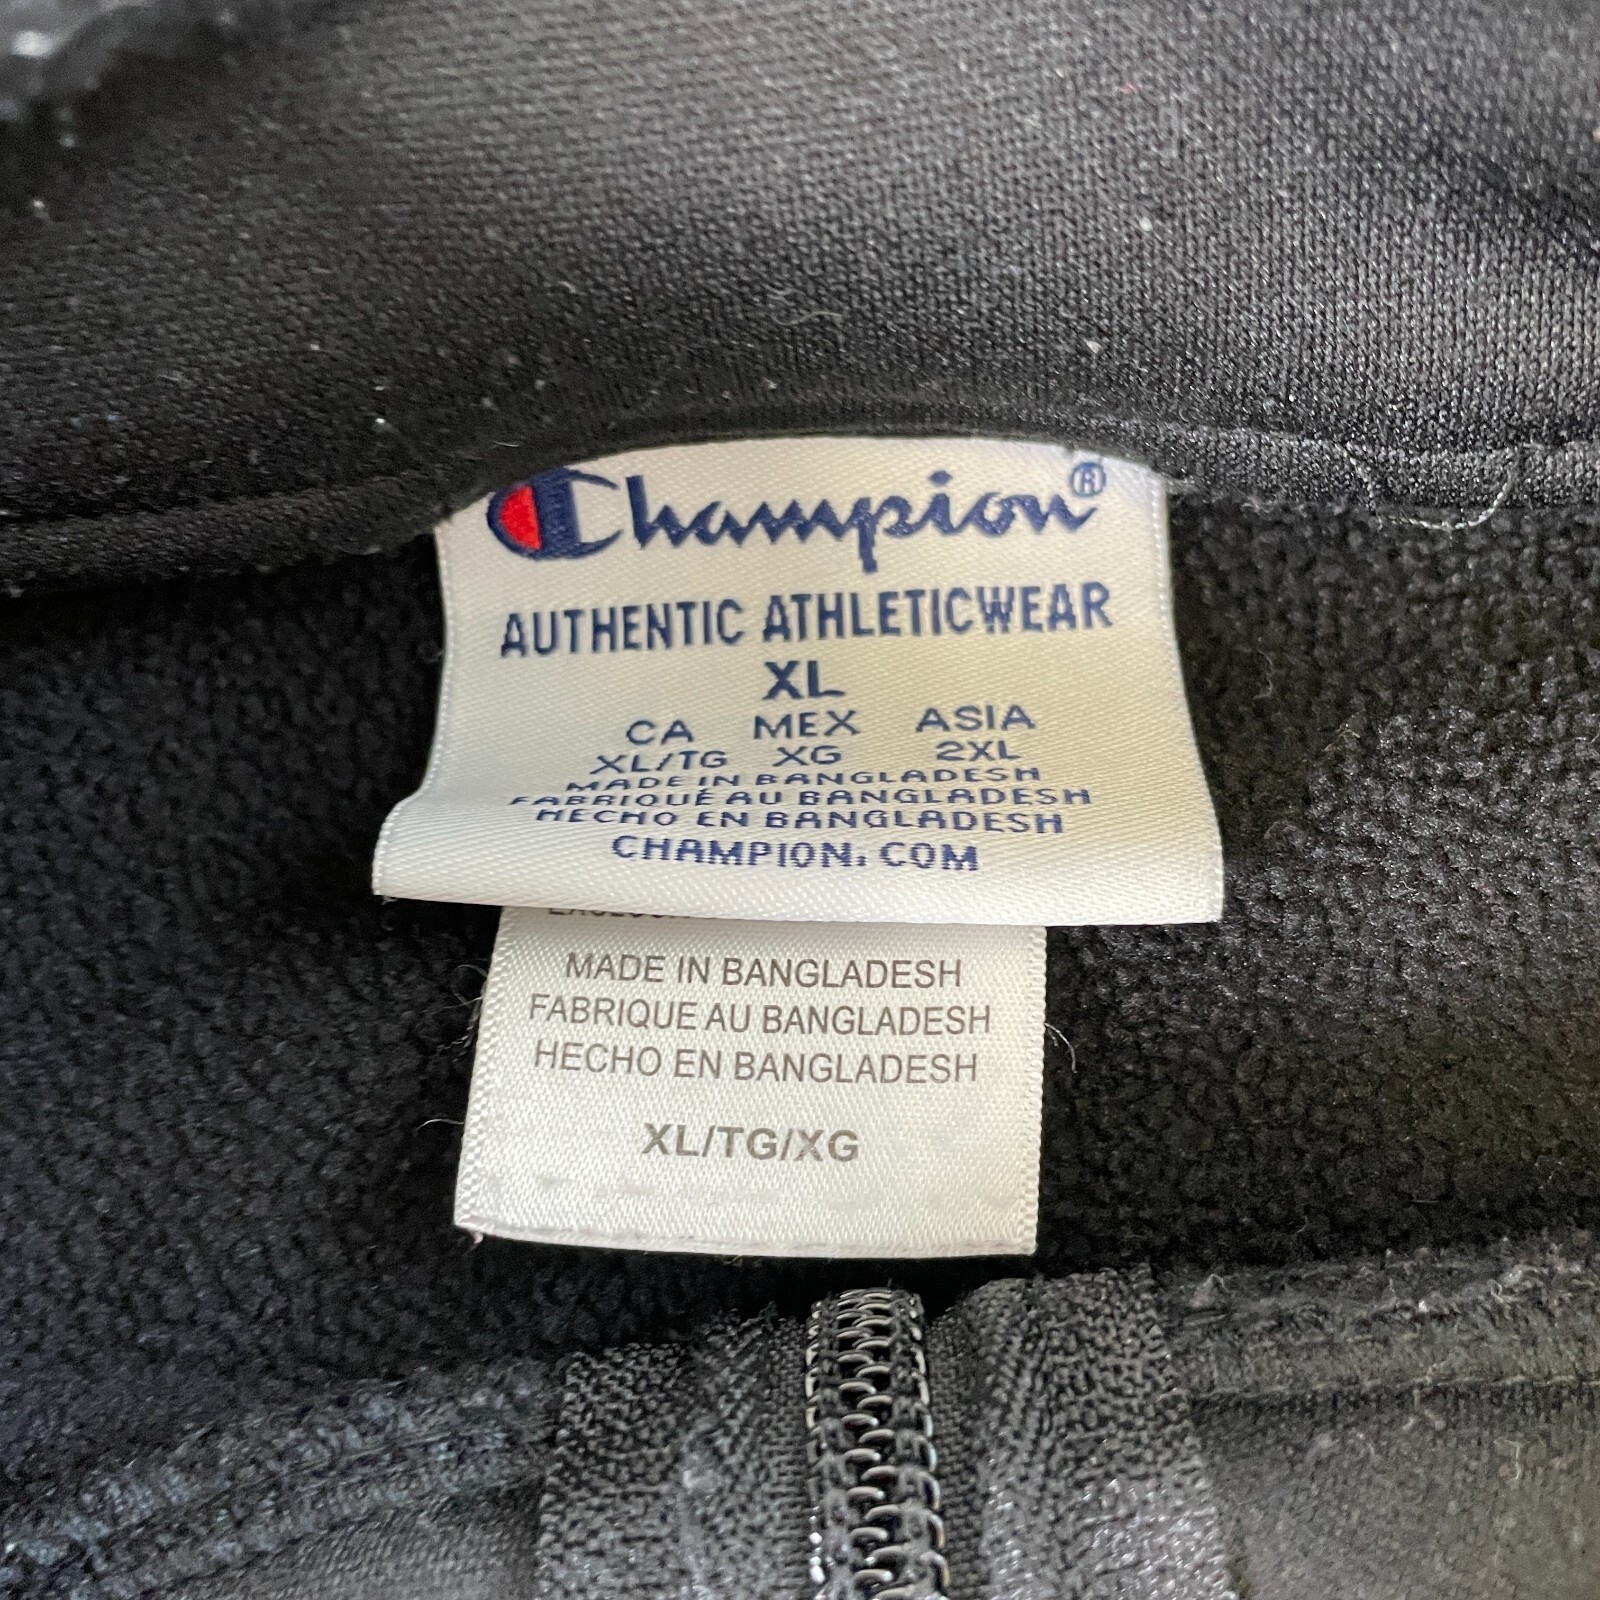 Champion®
AUTHENTIC ATHLETICWEAR
XL
CA MEX ASIA
XL/TG XG 2XL
MADE IN BANGLADESH
FABRIQUÉ AU BANGLADESH
HECHO EN BANGLADESH
CHAMPION.COM
MADE IN BANGLADESH
FABRIQUE AU BANGLADESH
HECHO EN BANGLADESH
XL/TG/XG